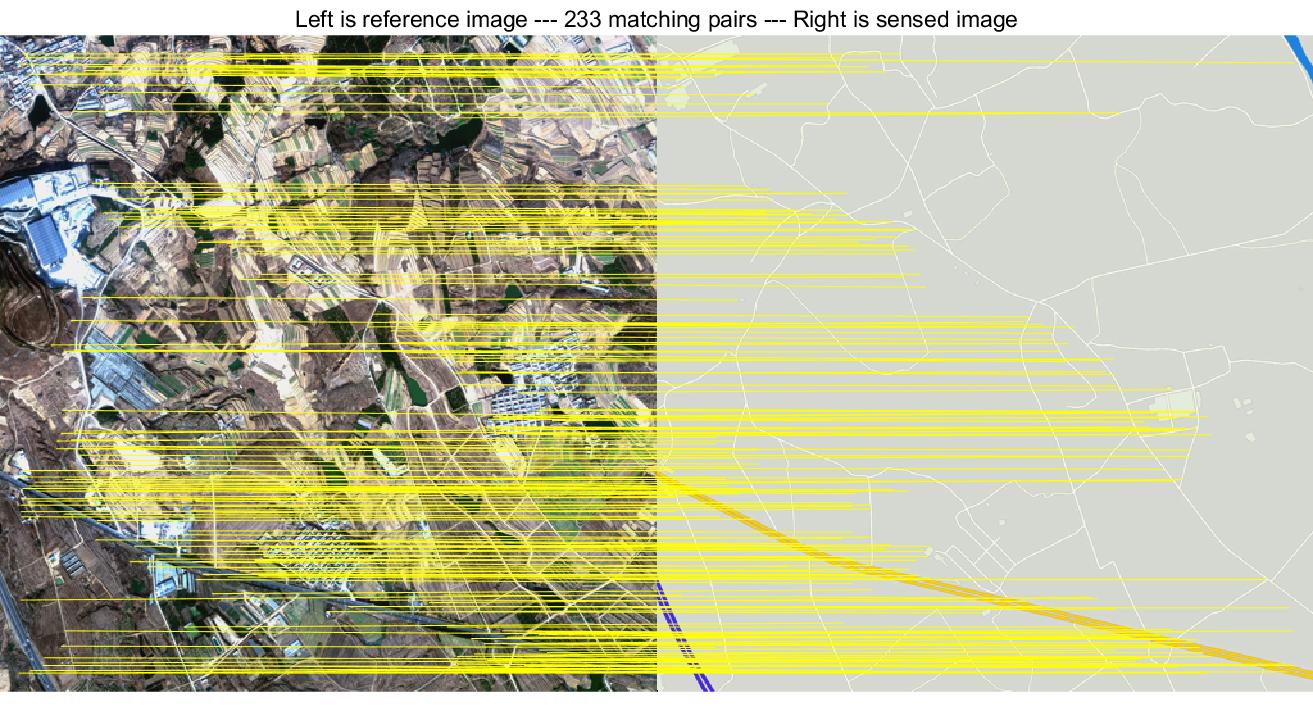 Left is reference image --- 233 matching pairs --- Right is sensed image